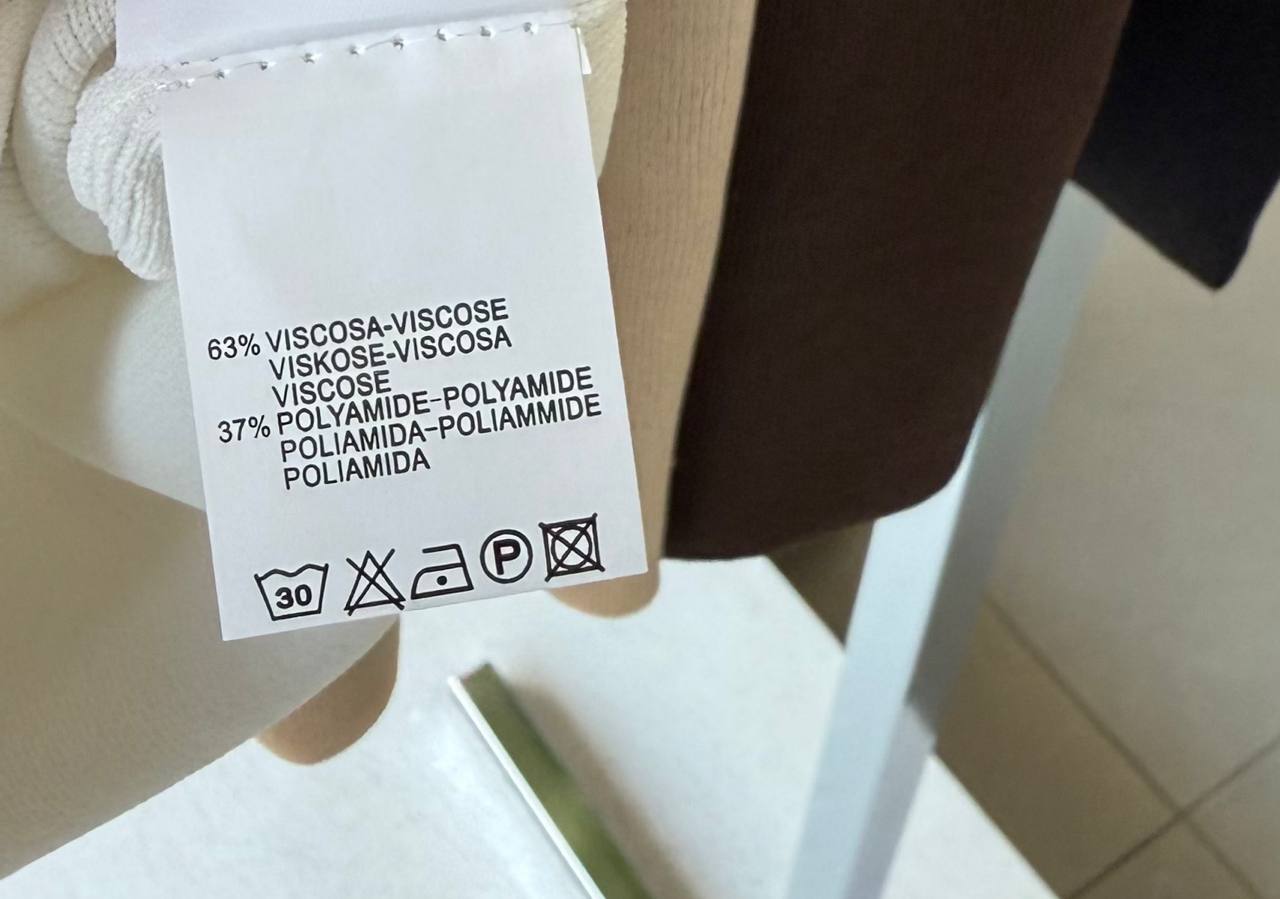 63% VISCOSA-VISCOSE
VISKOSE-VISCOSA
VISCOSE
37% POLYAMIDE-POLYAMIDE
POLIAMIDA-POLIAMMIDE
POLIAMIDA
30 P